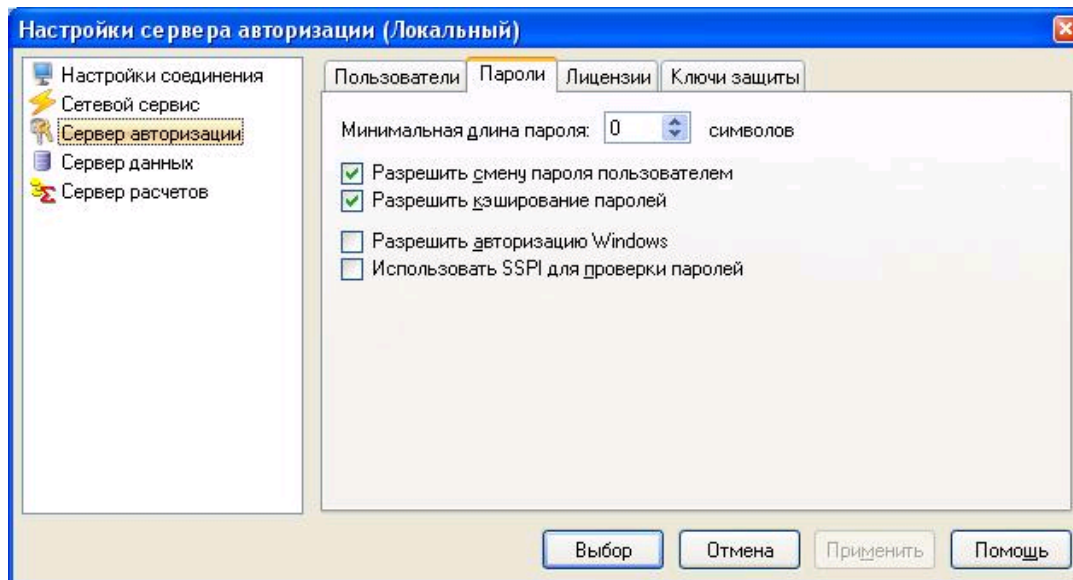 Настройки сервера авторизации (Локальный)
Настройки соединения
Сетевой сервис
Сервер авторизации
Сервер данных
Сервер расчетов
Пользователи Пароли Лицензии Ключи защиты
Минимальная длина пароля: 0 символов
Разрешить смену пароля пользователем
Разрешить кэширование паролей
Разрешить авторизацию Windows
Использовать SSPI для проверки паролей
Выбор Отмена Применить Помощь